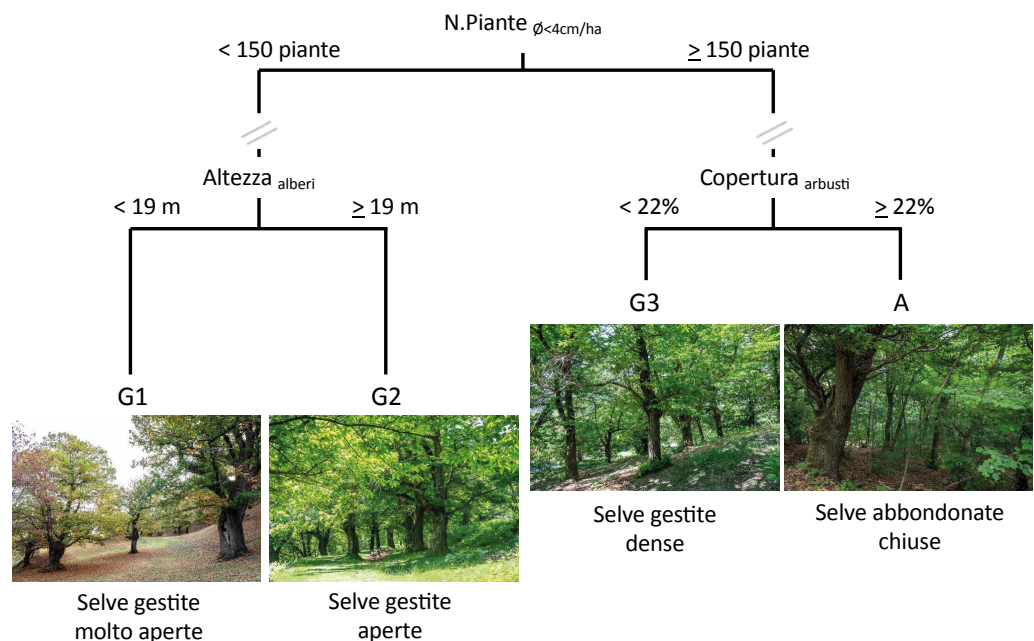 N.Piante Ø<4cm/ha
< 150 piante
≥ 150 piante
Altezza alberi
Copertura arbusti
< 19 m
≥ 19 m
< 22%
≥ 22%
G3
A
G1
G2
Selve gestite
dense
Selve abbondonate
chiuse
Selve gestite
molto aperte
Selve gestite
aperte